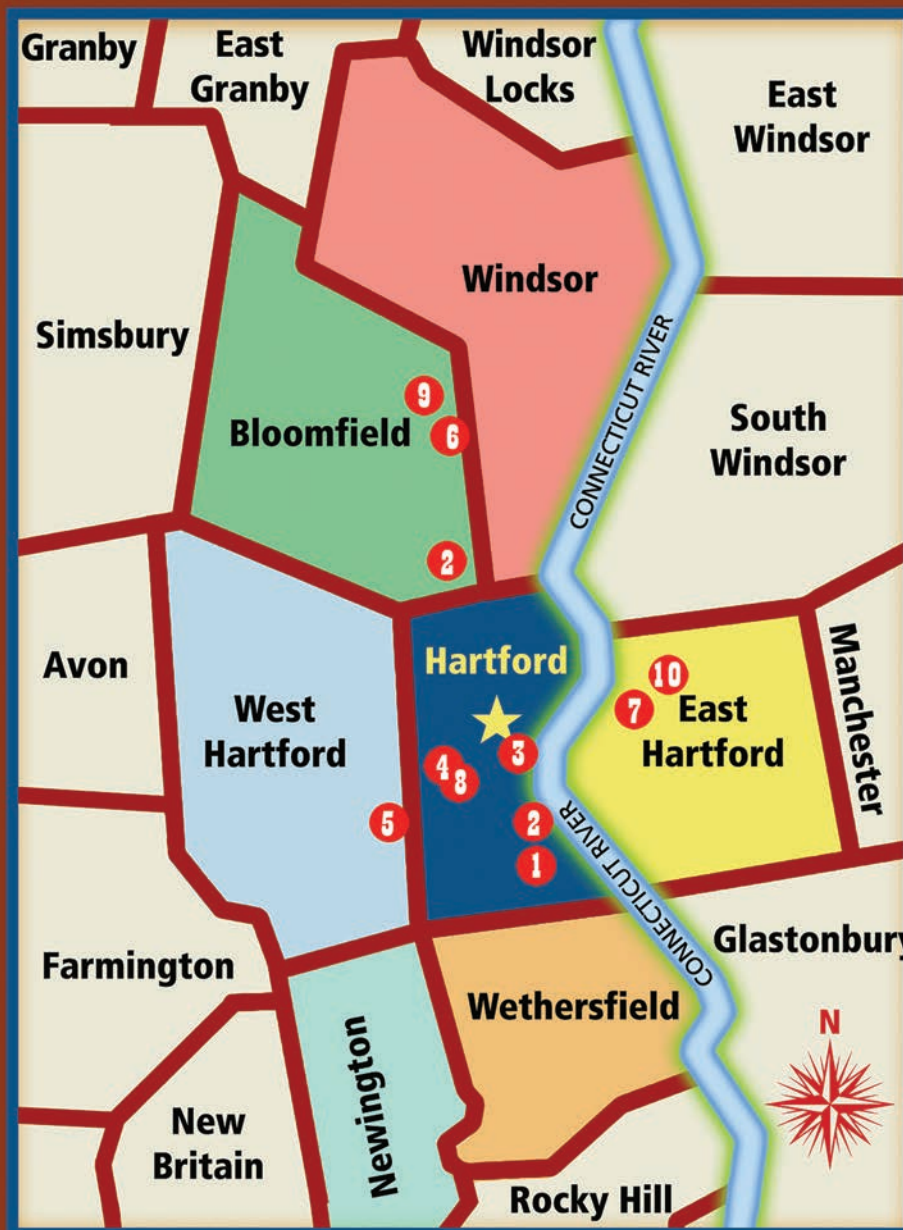 Granby
East
Granby
Windsor
Locks
East
Windsor
Windsor
Simsbury
CONNECTICUT RIVER
9
Bloomfield
6
South
Windsor
2
Avon
Hartford
Manchester
West
Hartford
10
7
East
Hartford
3
4
8
5
2
1
CONNECTICUT RIVER
Farmington
Glastonbury
Wethersfield
N
Newington
New
Britain
Rocky Hill